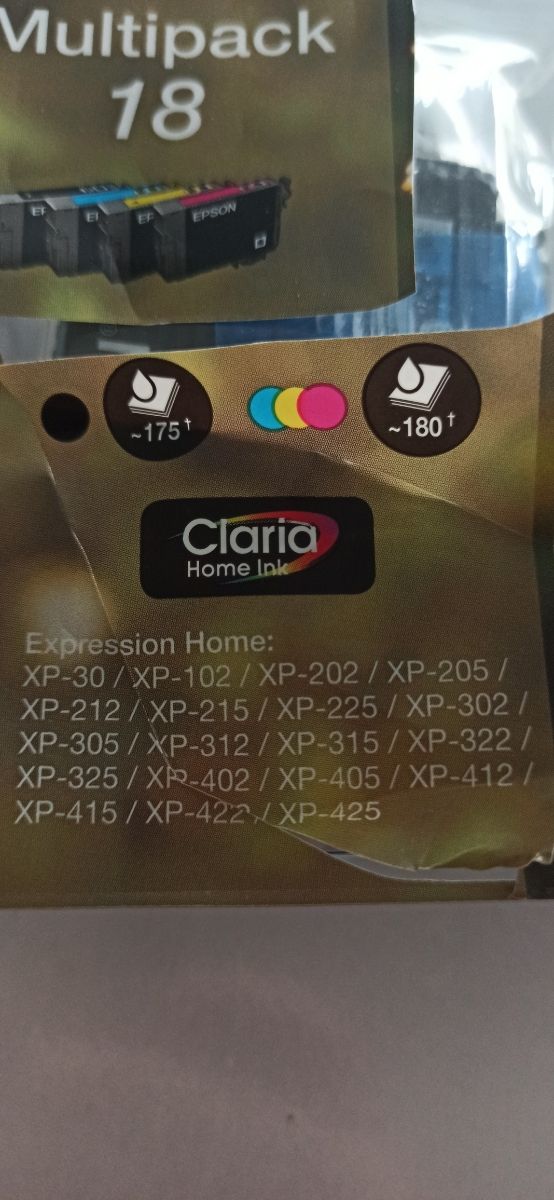 Multipack
18
EPSON
~175†
~180†
Claria
Home Ink
Expression Home:
XP-30 / XP-102 / XP-202 / XP-205 /
XP-212 / XP-215 / XP-225 / XP-302 /
XP-305 / XP-312 / XP-315 / XP-322 /
XP-325 / XP-402 / XP-405 / XP-412 /
XP-415 / XP-422 / XP-425